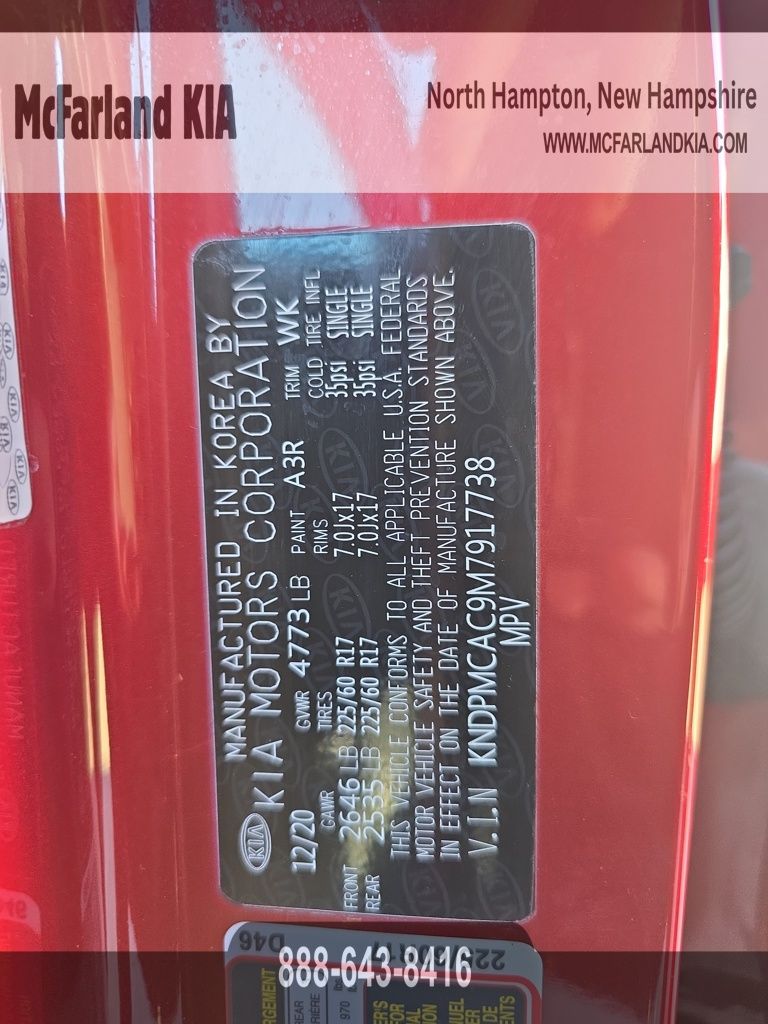 McFarland KIA
North Hampton, New Hampshire
WWW.MCFARLANDKIA.COM
MANUFACTURED IN KOREA BY
KIA KIA MOTORS CORPORATION
12/20 GVWR 4773 LB PAINT A3R TRIM WK
GAWR TIRES RIMS COLD TIRE INFL
FRONT 2646 LB 225/60 R17 7.0Jx17 35psi SINGLE
REAR 2535 LB 225/60 R17 7.0Jx17 35psi SINGLE
THIS VEHICLE CONFORMS TO ALL APPLICABLE U.S.A. FEDERAL
MOTOR VEHICLE SAFETY AND THEFT PREVENTION STANDARDS
IN EFFECT ON THE DATE OF MANUFACTURE SHOWN ABOVE.
V.I.N KNDPMCAC9M7917738
MPV
D46
REAR
970
888-643-8416